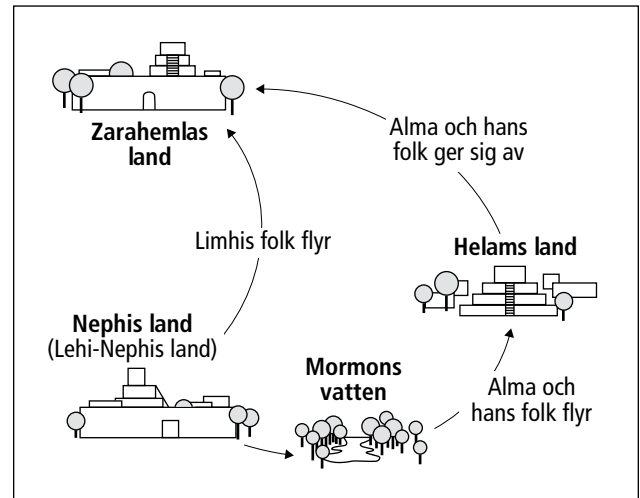 Zarahemlas
land
Alma och hans
folk ger sig av
Limhis folk flyr
Helams land
Nephis land
(Lehi-Nephis land)
Mormons
vatten
Alma och
hans folk flyr